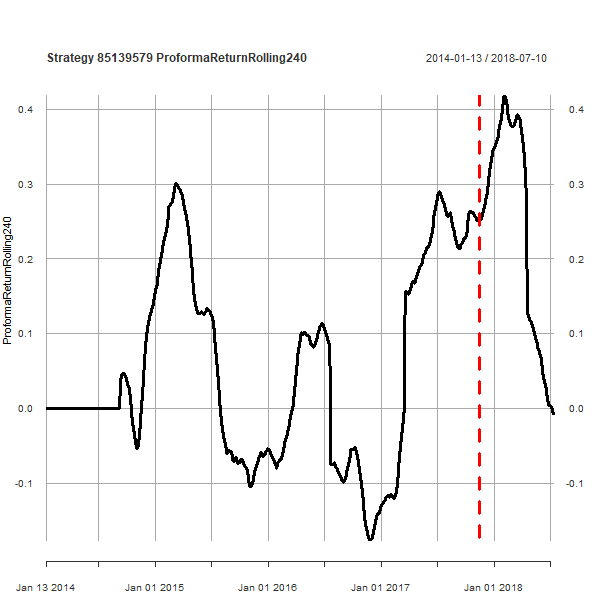 Strategy 85139579 ProformaReturnRolling240
2014-01-13 / 2018-07-10
ProformaReturnRolling240
0.4
0.4
0.3
0.3
0.2
0.2
0.1
0.1
0.0
0.0
-0.1
-0.1
Jan 13 2014
Jan 01 2015
Jan 01 2016
Jan 01 2017
Jan 01 2018